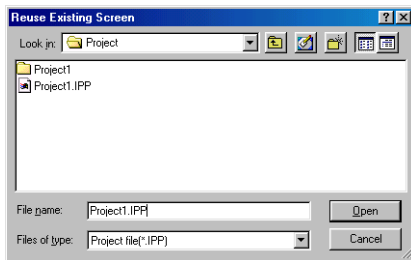 Reuse Existing Screen
Look in: Project
Project1
Project1.IPP
File name: Project1.IPP Open
Files of type: Project file(*.IPP) Cancel